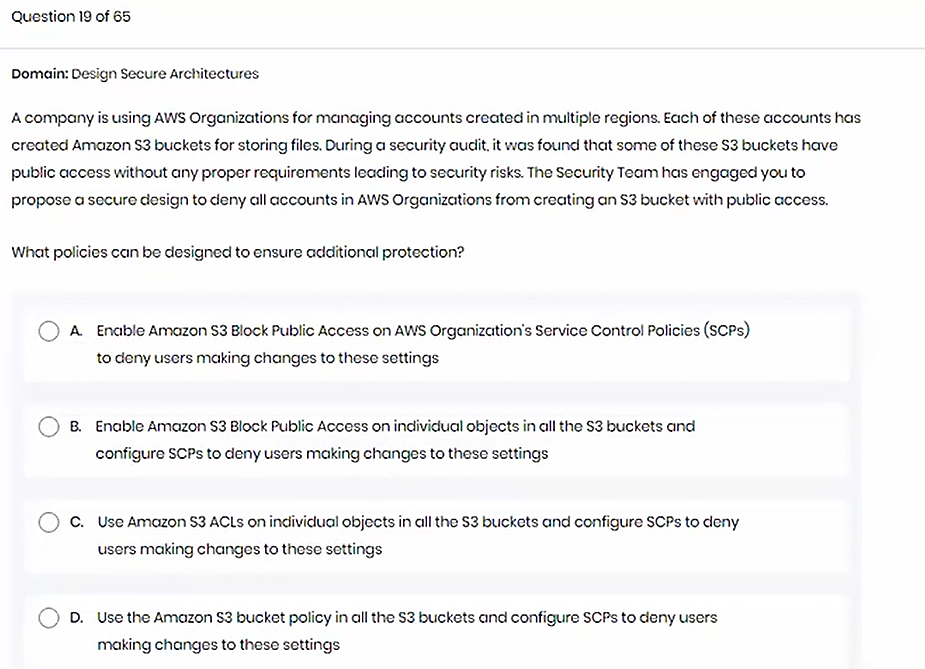 Question 19 of 65
Domain: Design Secure Architectures
A company is using AWS Organizations for managing accounts created in multiple regions. Each of these accounts has
created Amazon S3 buckets for storing files. During a security audit, it was found that some of these S3 buckets have
public access without any proper requirements leading to security risks. The Security Team has engaged you to
propose a secure design to deny all accounts in AWS Organizations from creating an S3 bucket with public access.
What policies can be designed to ensure additional protection?
A. Enable Amazon S3 Block Public Access on AWS Organization's Service Control Policies (SCPs)
to deny users making changes to these settings
B. Enable Amazon S3 Block Public Access on individual objects in all the S3 buckets and
configure SCPs to deny users making changes to these settings
C. Use Amazon S3 ACLs on individual objects in all the S3 buckets and configure SCPs to deny
users making changes to these settings
D. Use the Amazon S3 bucket policy in all the S3 buckets and configure SCPs to deny users
making changes to these settings